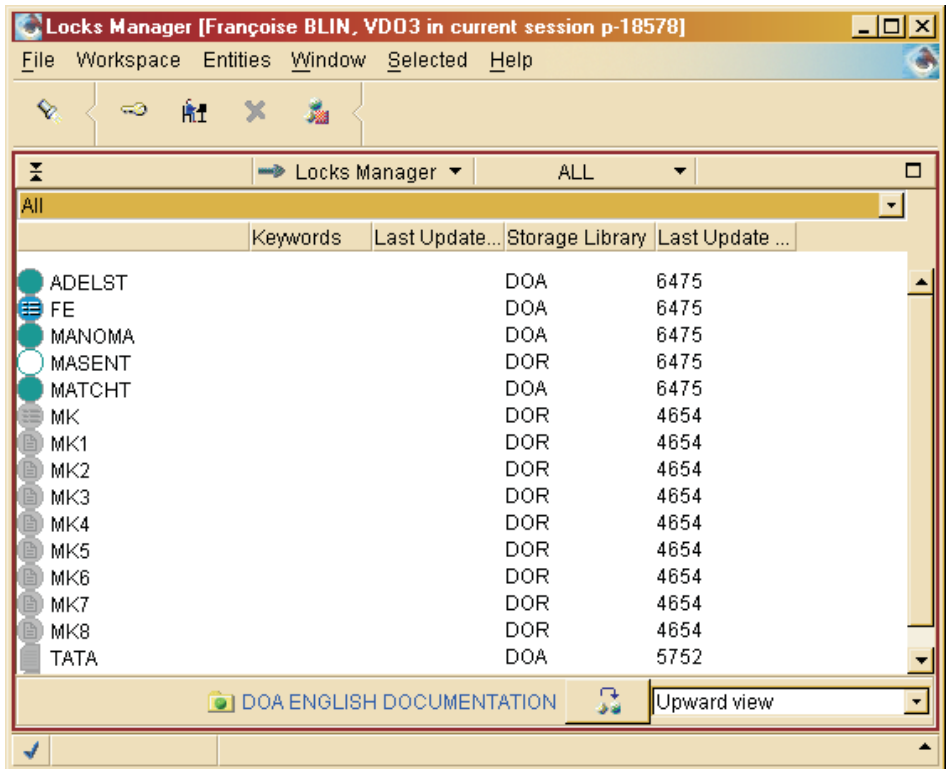 Locks Manager [Françoise BLIN, VDO3 in current session p-18578]
File Workspace Entities Window Selected Help
Locks Manager ALL
All
Keywords Last Update... Storage Library Last Update ...
ADELST DOA 6475
FE DOA 6475
MANOMA DOA 6475
MASENT DOR 6475
MATCHT DOA 6475
MK DOR 4654
MK1 DOR 4654
MK2 DOR 4654
MK3 DOR 4654
MK4 DOR 4654
MK5 DOR 4654
MK6 DOR 4654
MK7 DOR 4654
MK8 DOR 4654
TATA DOA 5752
DOA ENGLISH DOCUMENTATION Upward view